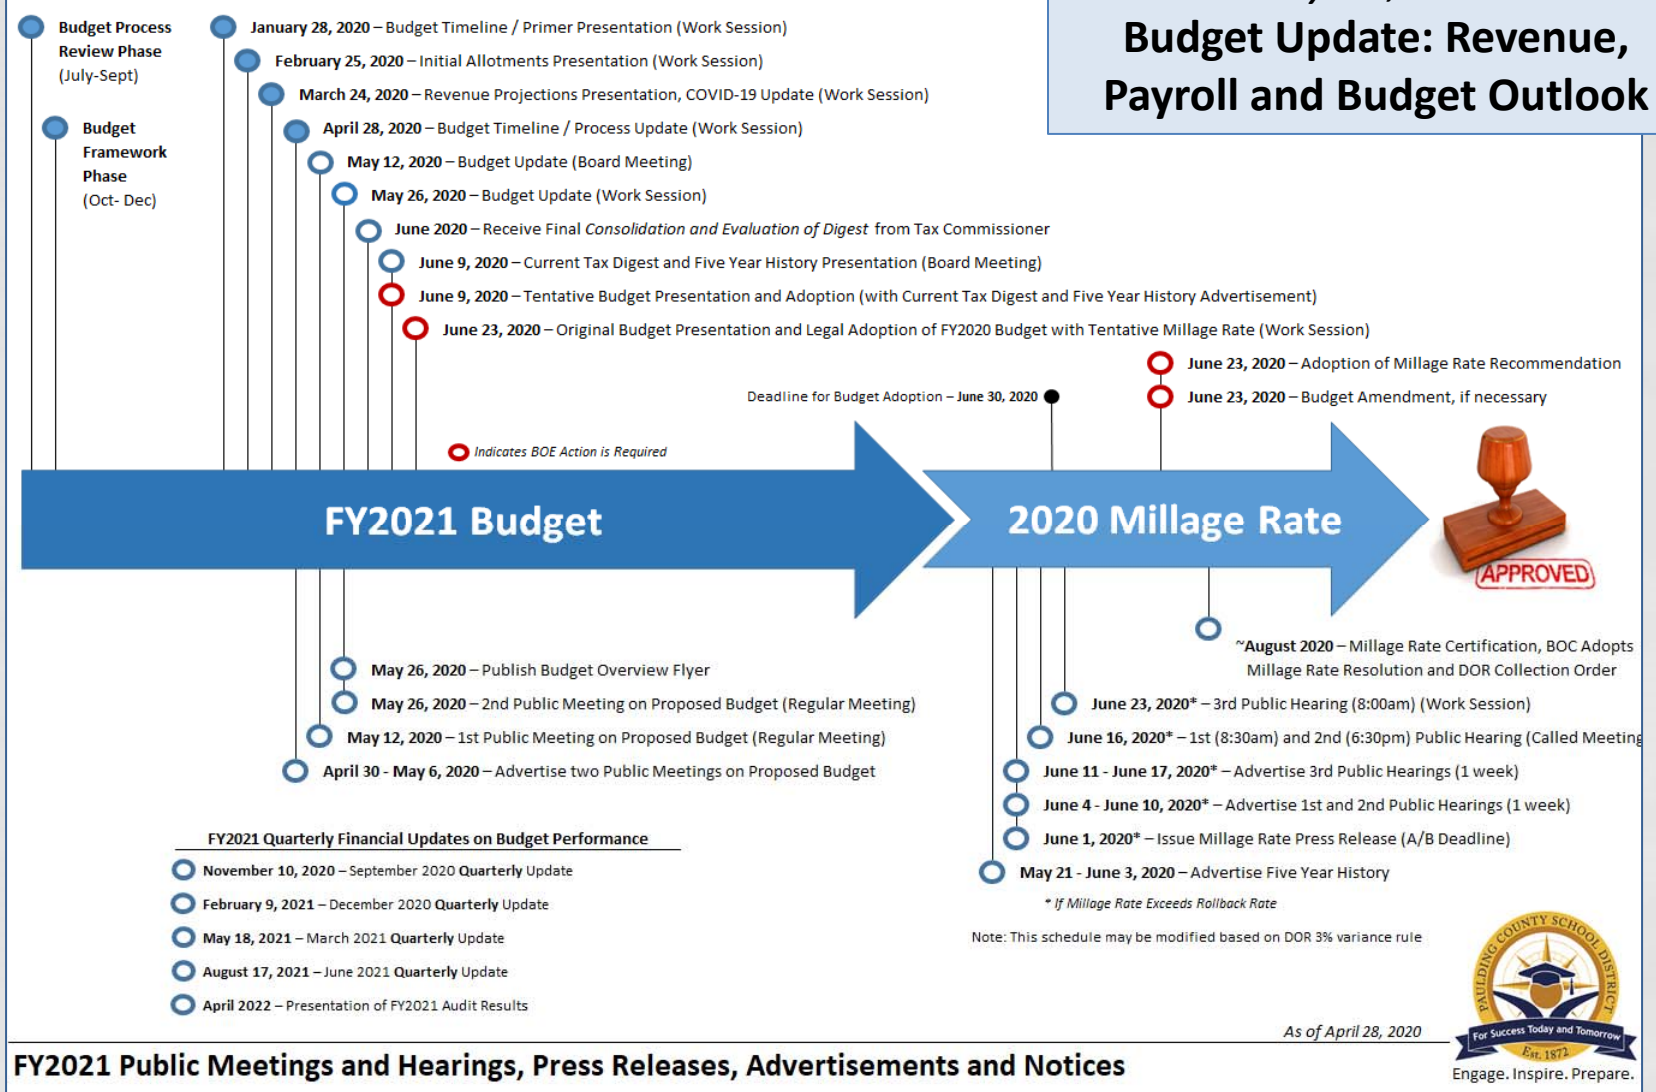 Budget Update: Revenue,
Payroll and Budget Outlook
Budget Process
Review Phase
(July-Sept)
Budget
Framework
Phase
(Oct- Dec)
January 28, 2020 – Budget Timeline / Primer Presentation (Work Session)
February 25, 2020 – Initial Allotments Presentation (Work Session)
March 24, 2020 – Revenue Projections Presentation, COVID-19 Update (Work Session)
April 28, 2020 – Budget Timeline / Process Update (Work Session)
May 12, 2020 – Budget Update (Board Meeting)
May 26, 2020 – Budget Update (Work Session)
June 2020 – Receive Final Consolidation and Evaluation of Digest from Tax Commissioner
June 9, 2020 – Current Tax Digest and Five Year History Presentation (Board Meeting)
June 9, 2020 – Tentative Budget Presentation and Adoption (with Current Tax Digest and Five Year History Advertisement)
June 23, 2020 – Original Budget Presentation and Legal Adoption of FY2020 Budget with Tentative Millage Rate (Work Session)
June 23, 2020 – Adoption of Millage Rate Recommendation
Deadline for Budget Adoption – June 30, 2020
June 23, 2020 – Budget Amendment, if necessary
Indicates BOE Action is Required
FY2021 Budget
2020 Millage Rate
APPROVED
May 26, 2020 – Publish Budget Overview Flyer
May 26, 2020 – 2nd Public Meeting on Proposed Budget (Regular Meeting)
May 12, 2020 – 1st Public Meeting on Proposed Budget (Regular Meeting)
April 30 - May 6, 2020 – Advertise two Public Meetings on Proposed Budget
~August 2020 – Millage Rate Certification, BOC Adopts
Millage Rate Resolution and DOR Collection Order
June 23, 2020* – 3rd Public Hearing (8:00am) (Work Session)
June 16, 2020* – 1st (8:30am) and 2nd (6:30pm) Public Hearing (Called Meeting
June 11 - June 17, 2020* – Advertise 3rd Public Hearings (1 week)
June 4 - June 10, 2020* – Advertise 1st and 2nd Public Hearings (1 week)
June 1, 2020* – Issue Millage Rate Press Release (A/B Deadline)
May 21 - June 3, 2020 – Advertise Five Year History
* If Millage Rate Exceeds Rollback Rate
Note: This schedule may be modified based on DOR 3% variance rule
FY2021 Quarterly Financial Updates on Budget Performance
November 10, 2020 – September 2020 Quarterly Update
February 9, 2021 – December 2020 Quarterly Update
May 18, 2021 – March 2021 Quarterly Update
August 17, 2021 – June 2021 Quarterly Update
April 2022 – Presentation of FY2021 Audit Results
As of April 28, 2020
FY2021 Public Meetings and Hearings, Press Releases, Advertisements and Notices
PAULDING COUNTY SCHOOL DISTRICT
For Success Today and Tomorrow
Est. 1872
Engage. Inspire. Prepare.